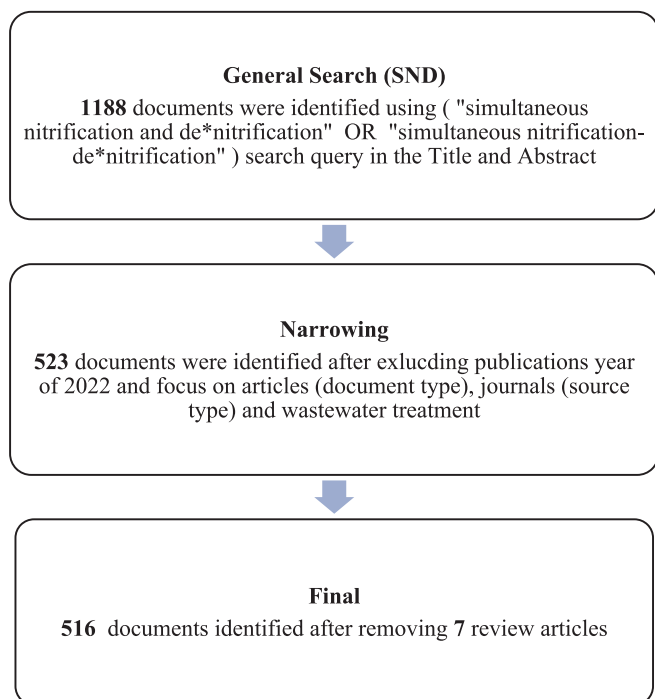 General Search (SND)
1188 documents were identified using ( "simultaneous
nitrification and de*nitrification" OR "simultaneous nitrification-
de*nitrification" ) search query in the Title and Abstract
Narrowing
523 documents were identified after exlucding publications year
of 2022 and focus on articles (document type), journals (source
type) and wastewater treatment
Final
516 documents identified after removing 7 review articles